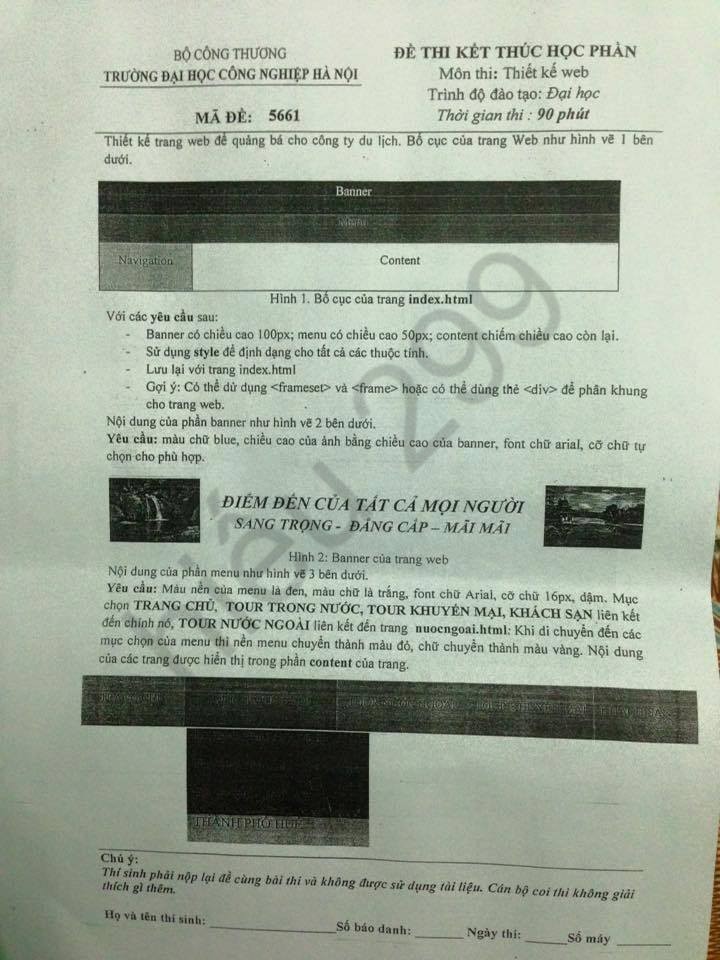 BỘ CÔNG THƯƠNG
TRƯỜNG ĐẠI HỌC CÔNG NGHIỆP HÀ NỘI
MÃ ĐỀ: 5661
ĐỀ THI KẾT THÚC HỌC PHẦN
Môn thi: Thiết kế web
Trình độ đào tạo: Đại học
Thời gian thi : 90 phút
Thiết kế trang web để quảng bá cho công ty du lịch. Bố cục của trang Web như hình vẽ 1 bên
dưới.
Banner
Menu
Navigation
Content
Hình 1. Bố cục của trang index.html
Với các yêu cầu sau:
- Banner có chiều cao 100px; menu có chiều cao 50px; content chiếm chiều cao còn lại.
- Sử dụng style để định dạng cho tất cả các thuộc tính.
- Lưu lại với trang index.html
- Gợi ý: Có thể dử dụng <frameset> và <frame> hoặc có thể dùng thẻ <div> để phân khung
cho trang web.
Nội dung của phần banner như hình vẽ 2 bên dưới.
Yêu cầu: màu chữ blue, chiều cao của ảnh bằng chiều cao của banner, font chữ arial, cỡ chữ tự
chọn cho phù hợp.
ĐIỂM ĐẾN CỦA TẤT CẢ MỌI NGƯỜI
SANG TRỌNG - ĐẲNG CẤP – MÃI MÃI
Hình 2: Banner của trang web
Nội dung của phần menu như hình vẽ 3 bên dưới.
Yêu cầu: Màu nền của menu là đen, màu chữ là trắng, font chữ Arial, cỡ chữ 16px, đậm. Mục
chọn TRANG CHỦ, TOUR TRONG NƯỚC, TOUR KHUYẾN MẠI, KHÁCH SẠN liên kết
đến chính nó, TOUR NƯỚC NGOÀI liên kết đến trang nuocngoai.html: Khi di chuyển đến các
mục chọn của menu thì nền menu chuyển thành màu đỏ, chữ chuyển thành màu vàng. Nội dung
của các trang được hiển thị trong phần content của trang.
THÀNH PHỐ HUẾ
Chú ý:
Thí sinh phải nộp lại đề cùng bài thi và không được sử dụng tài liệu. Cán bộ coi thi không giải
thích gì thêm.
Họ và tên thí sinh: Số báo danh: Ngày thi: Số máy
299